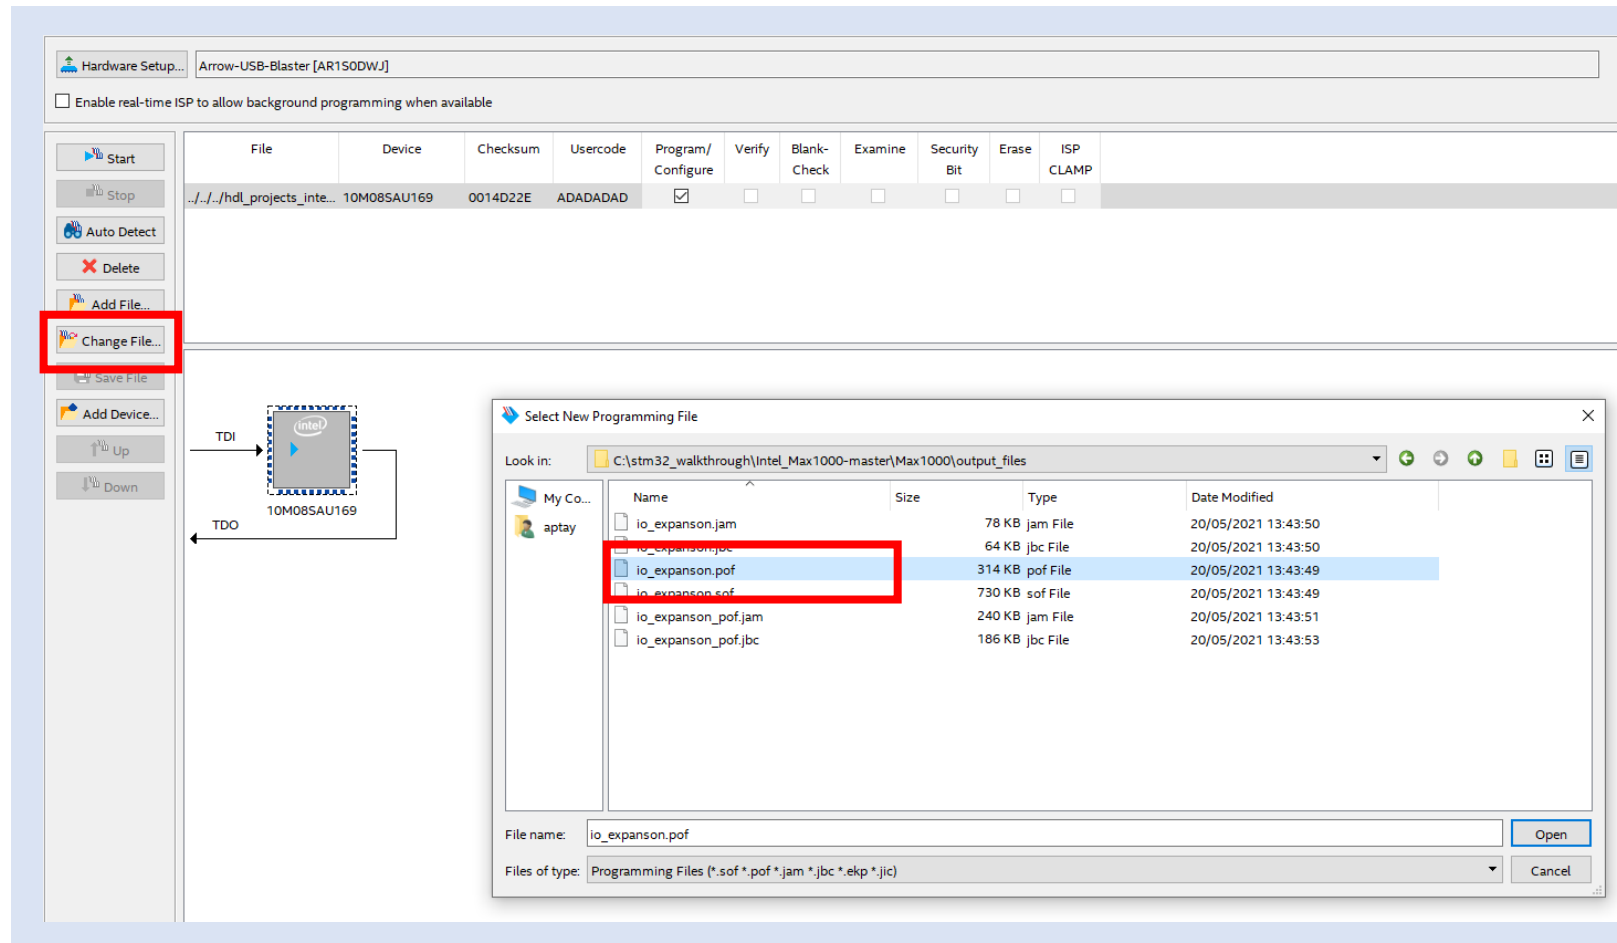 Hardware Setup... Arrow-USB-Blaster [AR1S0DWJ]
Enable real-time ISP to allow background programming when available
Start
Stop
Auto Detect
Delete
Add File...
Change File...
Save File
Add Device...
Up
Down
File Device Checksum Usercode Program/ Configure Verify Blank- Check Examine Security Bit Erase ISP CLAMP
../../../hdl_projects_inte... 10M08SAU169 0014D22E ADADADAD
TDI
intel
10M08SAU169
TDO
Select New Programming File
Look in: C:\stm32_walkthrough\Intel_Max1000-master\Max1000\output_files
My Co...
aptay
Name Size Type Date Modified
io_expanson.jam 78 KB jam File 20/05/2021 13:43:50
io_expanson.jbc 64 KB jbc File 20/05/2021 13:43:50
io_expanson.pof 314 KB pof File 20/05/2021 13:43:49
io_expanson.sof 730 KB sof File 20/05/2021 13:43:49
io_expanson_pof.jam 240 KB jam File 20/05/2021 13:43:51
io_expanson_pof.jbc 186 KB jbc File 20/05/2021 13:43:53
File name: io_expanson.pof Open
Files of type: Programming Files (*.sof *.pof *.jam *.jbc *.ekp *.jic) Cancel